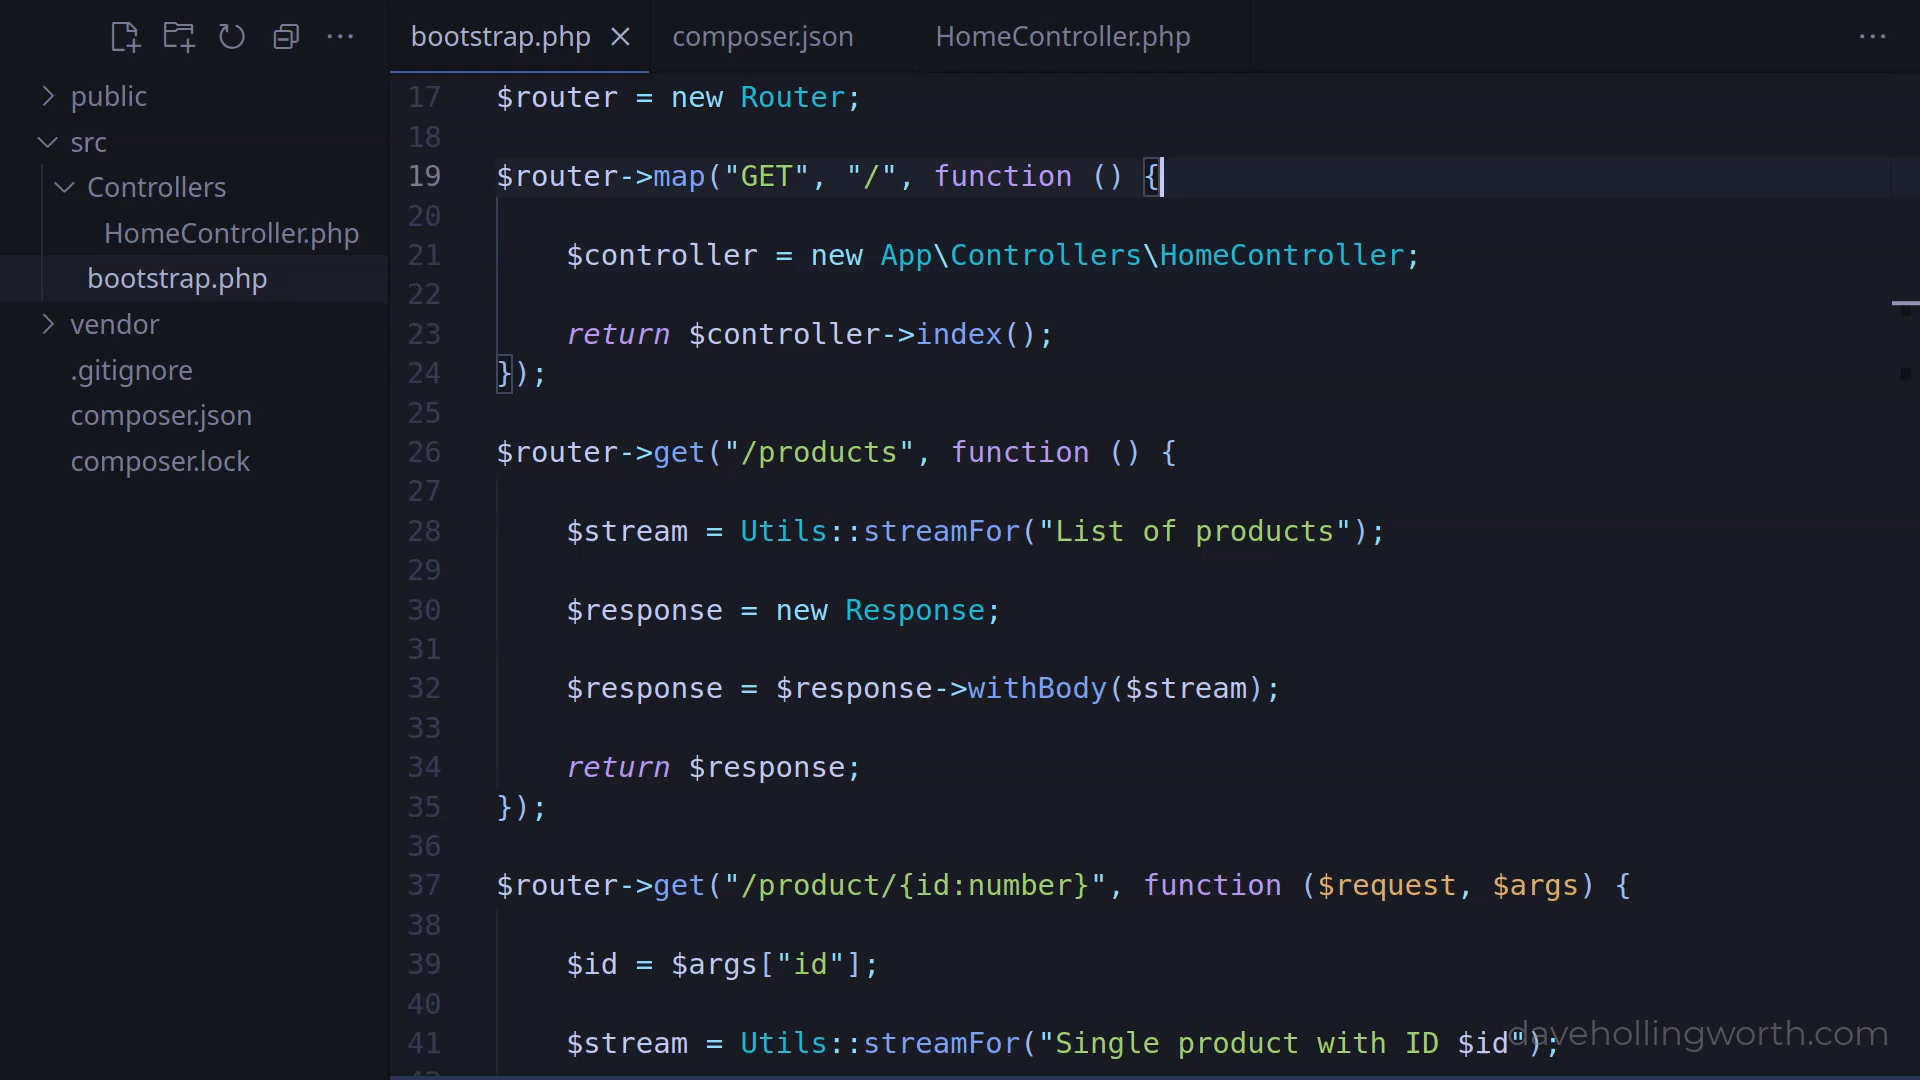 bootstrap.php
composer.json
HomeController.php
public
src
Controllers
HomeController.php
bootstrap.php
vendor
.gitignore
composer.json
composer.lock
17 $router = new Router;
18
19 $router->map("GET", "/", function () {
20
21 $controller = new App\Controllers\HomeController;
22
23 return $controller->index();
24 });
25
26 $router->get("/products", function () {
27
28 $stream = Utils::streamFor("List of products");
29
30 $response = new Response;
31
32 $response = $response->withBody($stream);
33
34 return $response;
35 });
36
37 $router->get("/product/{id:number}", function ($request, $args) {
38
39 $id = $args["id"];
40
41 $stream = Utils::streamFor("Single product with ID $id");
davehollingworth.com